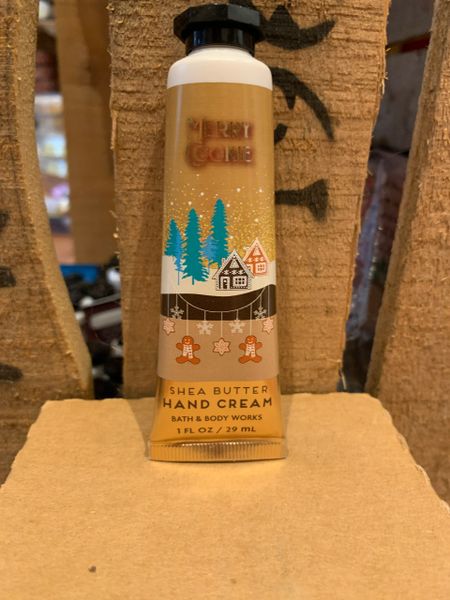 MERRY
COOKIE
SHEA BUTTER
HAND CREAM
BATH & BODY WORKS
1 FL OZ / 29 mL